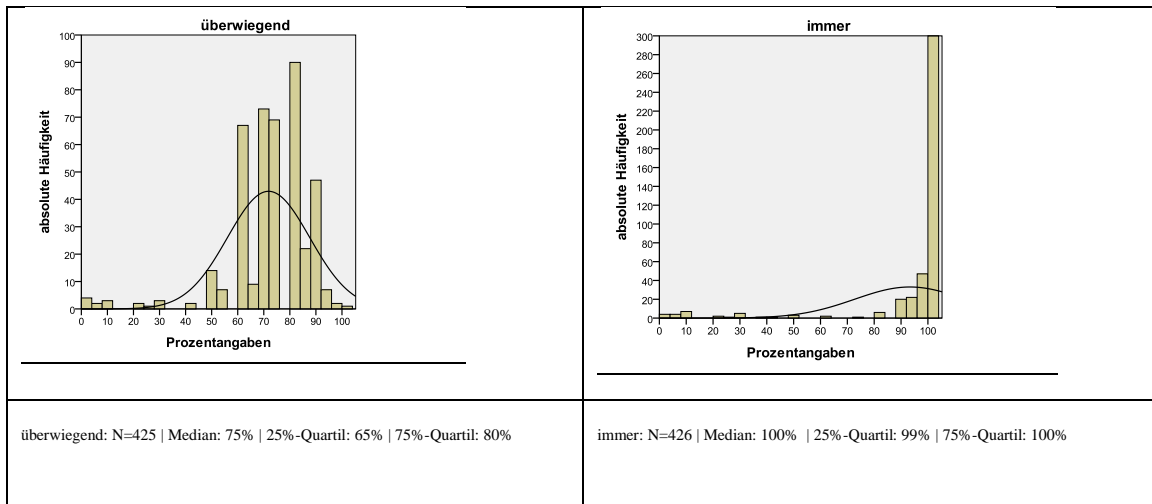 überwiegend
100
90
80
70
60
50
40
30
20
10
0
absolute Häufigkeit
0 10 20 30 40 50 60 70 80 90 100
Prozentangaben
überwiegend: N=425 | Median: 75% | 25%-Quartil: 65% | 75%-Quartil: 80%
immer
300
280
260
240
220
200
180
160
140
120
100
80
60
40
20
0
absolute Häufigkeit
0 10 20 30 40 50 60 70 80 90 100
Prozentangaben
immer: N=426 | Median: 100% | 25%-Quartil: 99% | 75%-Quartil: 100%